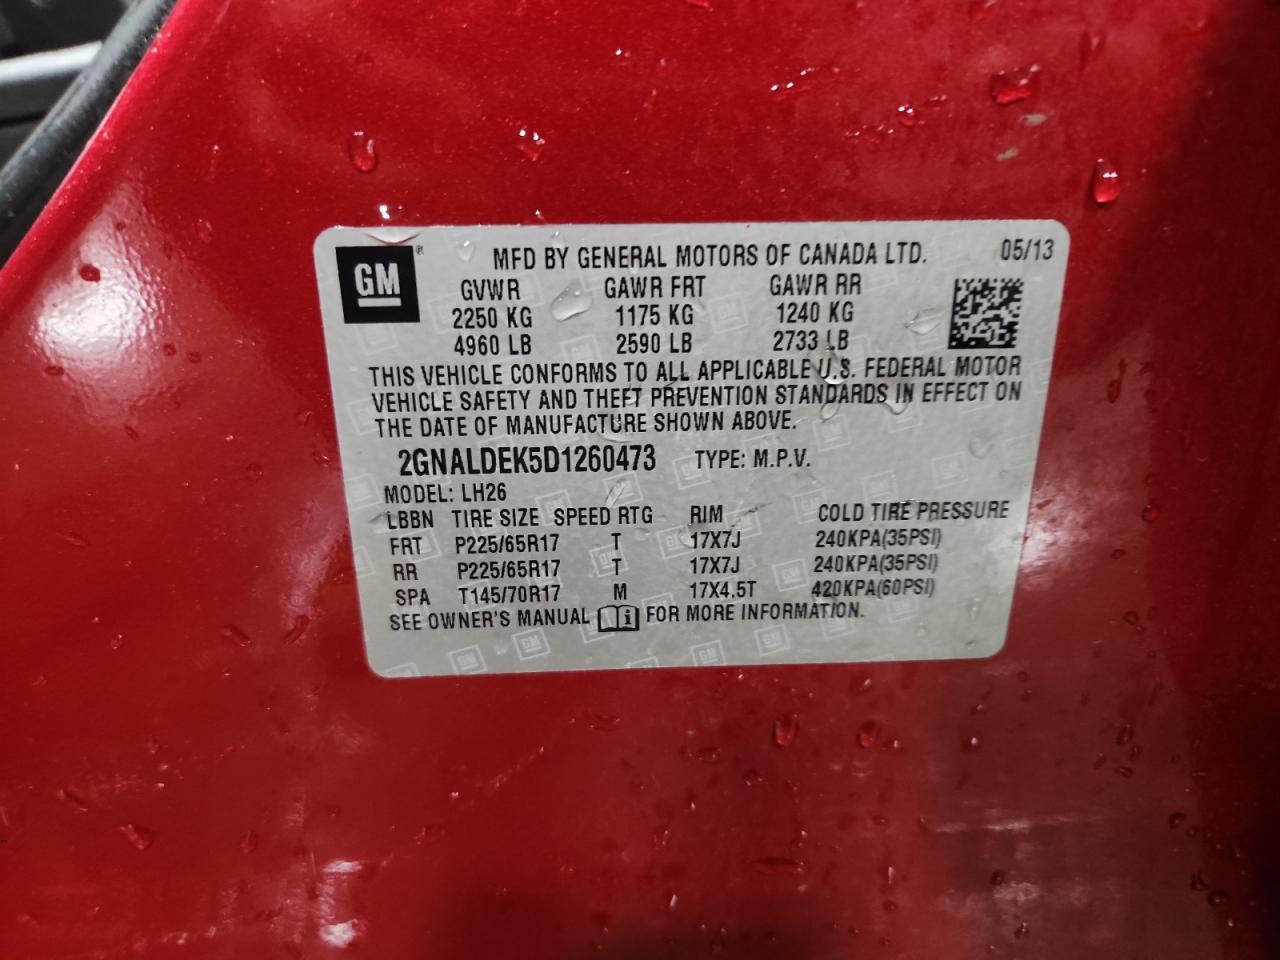 GM®
MFD BY GENERAL MOTORS OF CANADA LTD. 05/13
GVWR GAWR FRT GAWR RR
2250 KG 1175 KG 1240 KG
4960 LB 2590 LB 2733 LB
THIS VEHICLE CONFORMS TO ALL APPLICABLE U.S. FEDERAL MOTOR
VEHICLE SAFETY AND THEFT PREVENTION STANDARDS IN EFFECT ON
THE DATE OF MANUFACTURE SHOWN ABOVE.
2GNALDEK5D1260473 TYPE: M.P.V.
MODEL: LH26
LBBN TIRE SIZE SPEED RTG RIM COLD TIRE PRESSURE
FRT P225/65R17 T 17X7J 240KPA(35PSI)
RR P225/65R17 T 17X7J 240KPA(35PSI)
SPA T145/70R17 M 17X4.5T 420KPA(60PSI)
SEE OWNER'S MANUAL i FOR MORE INFORMATION.